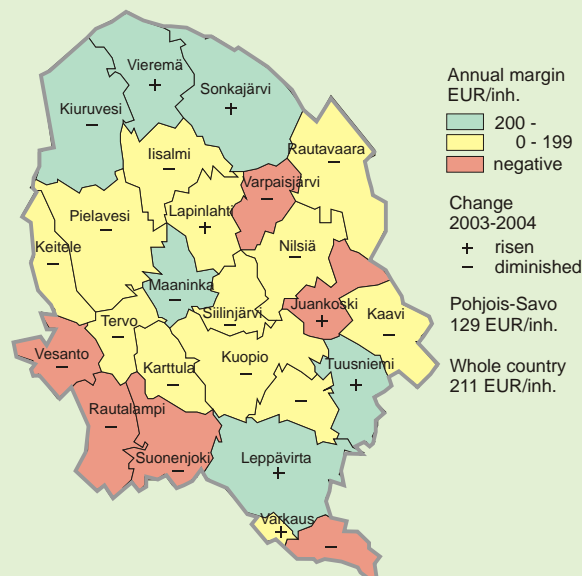 Annual margin
EUR/inh.
200 -
0 - 199
negative
Change
2003-2004
+ risen
– diminished
Pohjois-Savo
129 EUR/inh.
Whole country
211 EUR/inh.
Vieremä
+
Kiuruvesi
–
Sonkajärvi
+
Iisalmi
–
Rautavaara
–
Varpaisjärvi
–
Pielavesi
–
Lapinlahti
+
Keitele
–
Nilsiä
–
Maaninka
–
Siilinjärvi
–
Juankoski
+
Kaavi
–
Tervo
–
Vesanto
–
Karttula
–
Kuopio
–
Tuusniemi
+
–
Rautalampi
–
Suonenjoki
–
Leppävirta
+
Varkaus
+
–